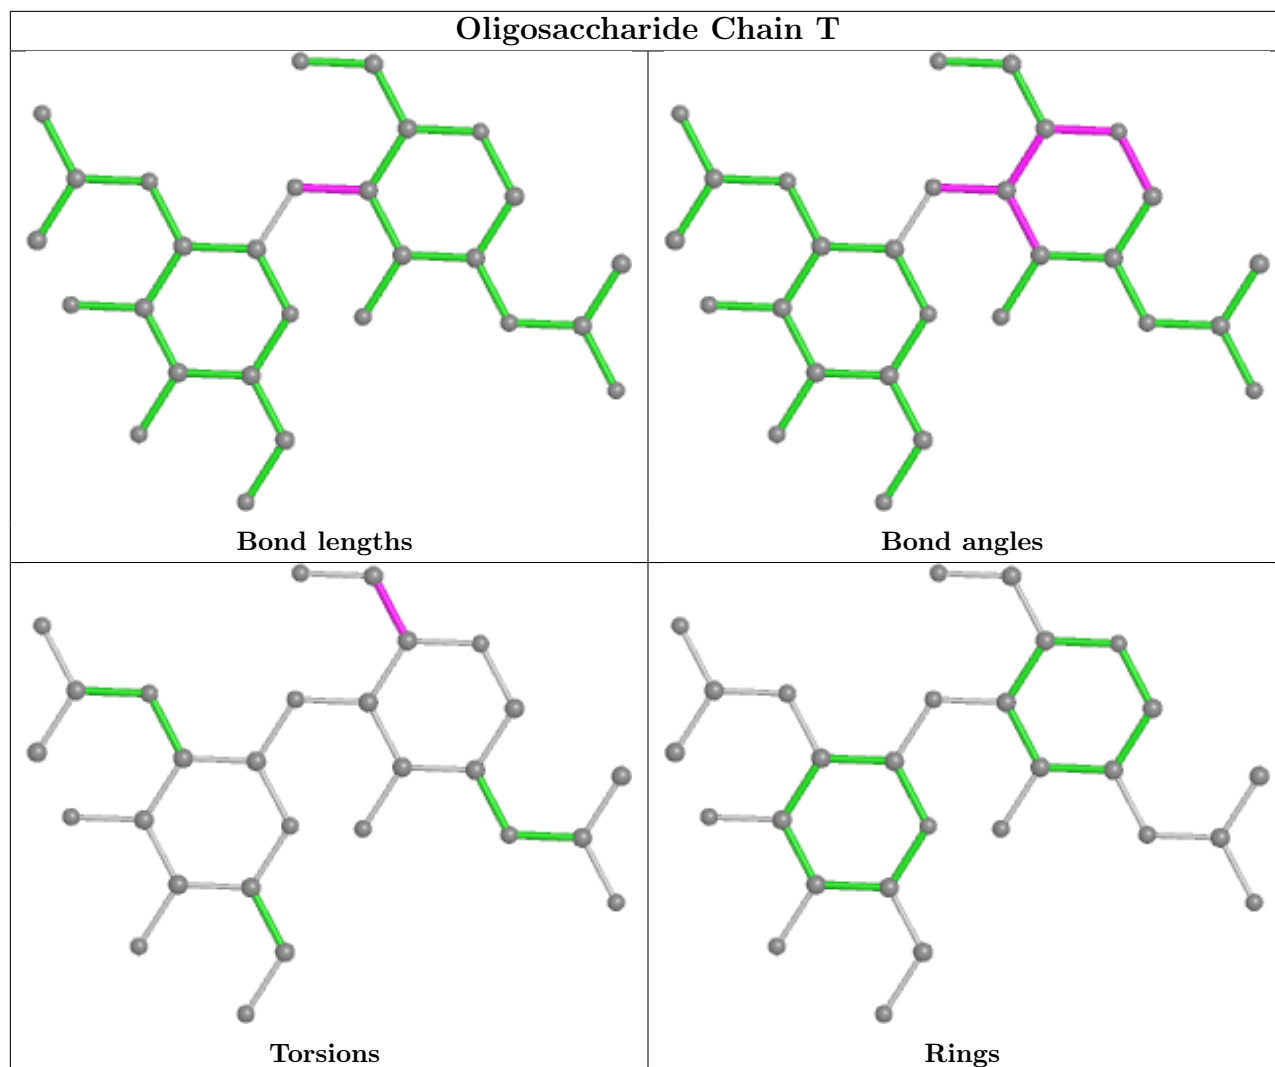 Oligosaccharide Chain T
Bond lengths
Bond angles
Torsions
Rings